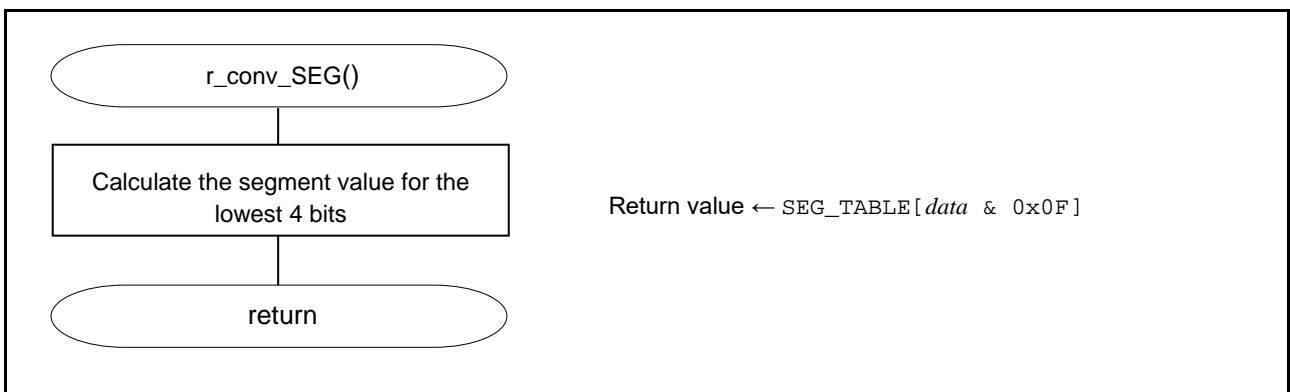 r_conv_SEG()
Calculate the segment value for the
lowest 4 bits
Return value ← SEG_TABLE[data & 0x0F]
return